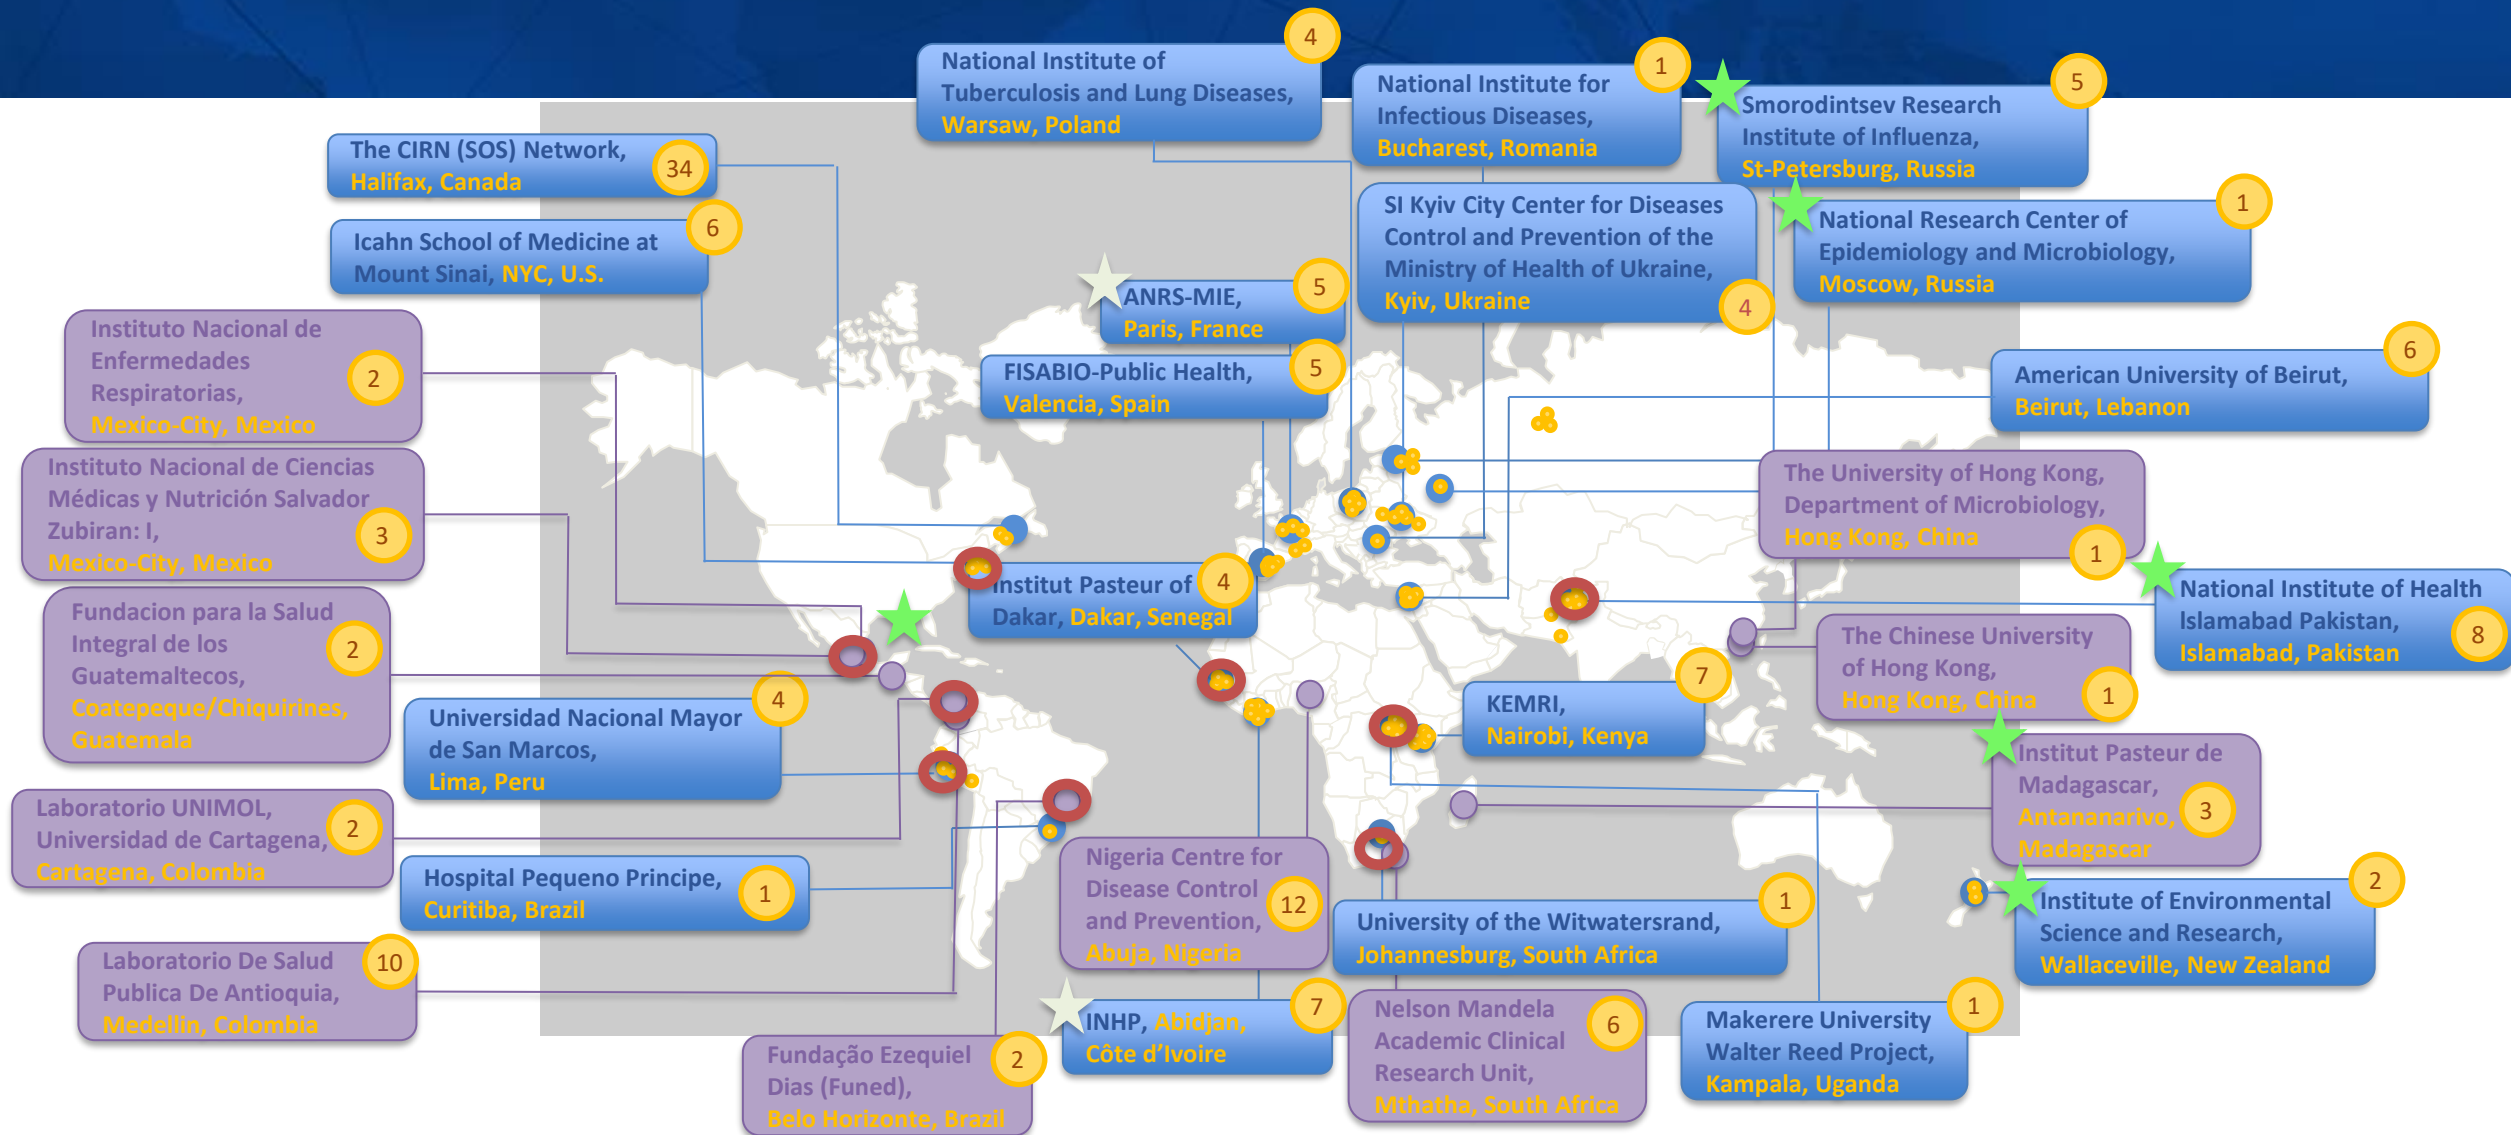 4
National Institute of
Tuberculosis and Lung Diseases,
Warsaw, Poland
1
National Institute for
Infectious Diseases,
Bucharest, Romania
5
Smorodintsev Research
Institute of Influenza,
St-Petersburg, Russia
The CIRN (SOS) Network,
Halifax, Canada
34
SI Kyiv City Center for Diseases
Control and Prevention of the
Ministry of Health of Ukraine,
Kyiv, Ukraine
4
1
National Research Center of
Epidemiology and Microbiology,
Moscow, Russia
6
Icahn School of Medicine at
Mount Sinai, NYC, U.S.
ANRS-MIE,
Paris, France
5
Instituto Nacional de
Enfermedades
Respiratorias,
Mexico-City, Mexico
2
FISABIO-Public Health,
Valencia, Spain
5
6
American University of Beirut,
Beirut, Lebanon
Instituto Nacional de Ciencias
Médicas y Nutrición Salvador
Zubiran: I,
Mexico-City, Mexico
3
The University of Hong Kong,
Department of Microbiology,
Hong Kong, China
1
Institut Pasteur of
Dakar, Dakar, Senegal
4
National Institute of Health
Islamabad Pakistan,
Islamabad, Pakistan
8
Fundacion para la Salud
Integral de los
Guatemaltecos,
Coatepeque/Chiquirines,
Guatemala
2
The Chinese University
of Hong Kong,
Hong Kong, China
1
Universidad Nacional Mayor
de San Marcos,
Lima, Peru
4
KEMRI,
Nairobi, Kenya
7
Institut Pasteur de
Madagascar,
Antananarivo,
Madagascar
3
Laboratorio UNIMOL,
Universidad de Cartagena,
Cartagena, Colombia
2
Hospital Pequeno Principe,
Curitiba, Brazil
1
Nigeria Centre for
Disease Control
and Prevention,
Abuja, Nigeria
12
University of the Witwatersrand,
Johannesburg, South Africa
1
Institute of Environmental
Science and Research,
Wallaceville, New Zealand
2
Laboratorio De Salud
Publica De Antioquia,
Medellin, Colombia
10
INHP, Abidjan,
Côte d'Ivoire
7
Nelson Mandela
Academic Clinical
Research Unit,
Mthatha, South Africa
6
Makerere University
Walter Reed Project,
Kampala, Uganda
1
Fundação Ezequiel
Dias (Funed),
Belo Horizonte, Brazil
2